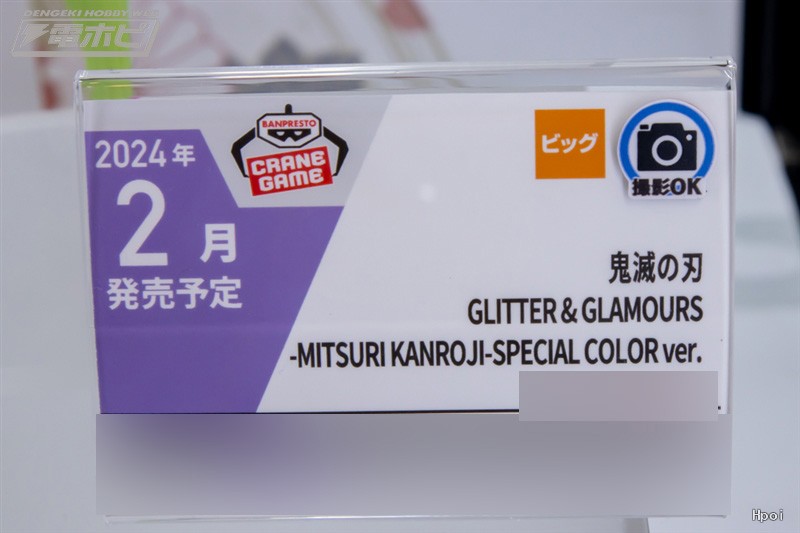 DENGEKI HOBBY WEB
電ホビ
BANPRESTO
CRANE
GAME
2024年
2月
発売予定
ビッグ
撮影OK
鬼滅の刃
GLITTER & GLAMOURS
-MITSURI KANROJI-SPECIAL COLOR ver.
Hpoi